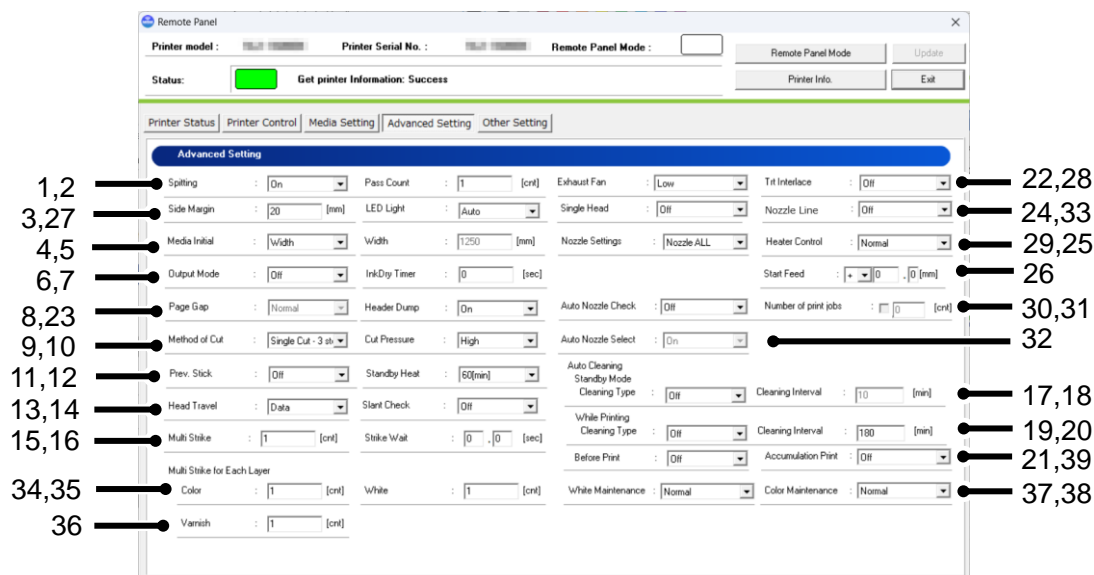 Remote Panel
Printer model : Printer Serial No. : Remote Panel Mode :
Remote Panel Mode Update
Status: Get printer Information: Success
Printer Info. Exit
Printer Status Printer Control Media Setting Advanced Setting Other Setting
Advanced Setting
1,2 Spitting : On Pass Count : 1 [cnt] Exhaust Fan : Low Trt Interlace : Off 22,28
3,27 Side Margin : 20 [mm] LED Light : Auto Single Head : Off Nozzle Line : Off 24,33
4,5 Media Initial : Width Width : 1250 [mm] Nozzle Settings : Nozzle ALL Heater Control : Normal 29,25
6,7 Output Mode : Off InkDry Timer : 0 [sec] Start Feed : + 0 . 0 [mm] 26
8,23 Page Gap : Normal Header Dump : On Auto Nozzle Check : Off Number of print jobs : 0 [cnt] 30,31
9,10 Method of Cut : Single Cut - 3 st Cut Pressure : High Auto Nozzle Select : On 32
11,12 Prev. Stick : Off Standby Heat : 60[min]
Auto Cleaning
Standby Mode
13,14 Head Travel : Data Slant Check : Off Cleaning Type : Off Cleaning Interval : 10 [min] 17,18
While Printing
15,16 Multi Strike : 1 [cnt] Strike Wait : 0 . 0 [sec] Cleaning Type : Off Cleaning Interval : 180 [min] 19,20
Before Print : Off Accumulation Print : Off 21,39
Multi Strike for Each Layer
34,35 Color : 1 [cnt] White : 1 [cnt] White Maintenance : Normal Color Maintenance : Normal 37,38
36 Varnish : 1 [cnt]